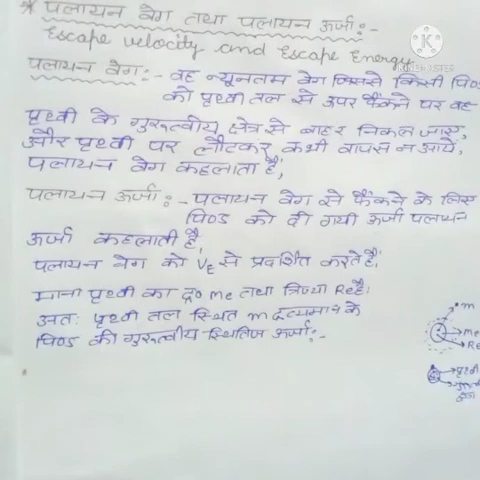 * पलायन वेग तथा पलायन ऊर्जा:-
Escape velocity and Escape Energy
पलायन वेग:- वह न्यूनतम वेग जिससे किसी पिण्ड
को पृथ्वी तल से उपर फैंकने पर वह
पृथ्वी के गुरूत्वीय क्षेत्र से बाहर निकल जाए,
और पृथ्वी पर लौटकर कभी वापस न आये,
पलायन वेग कहलाता है,
पलायन ऊर्जा:- पलायन वेग से फैंकने के लिए
पिण्ड को दी गयी ऊर्जा पलायन
ऊर्जा कहलाती है,
पलायन वेग को VE से प्रदर्शित करते हैं,
माना पृथ्वी का द्र० Me तथा त्रिज्या Re है।
अतः पृथ्वी तल स्थित m द्रव्यमान के
पिण्ड की गुरूत्वीय स्थितिज ऊर्जा:-
m
Me
Re
पृथ्वी